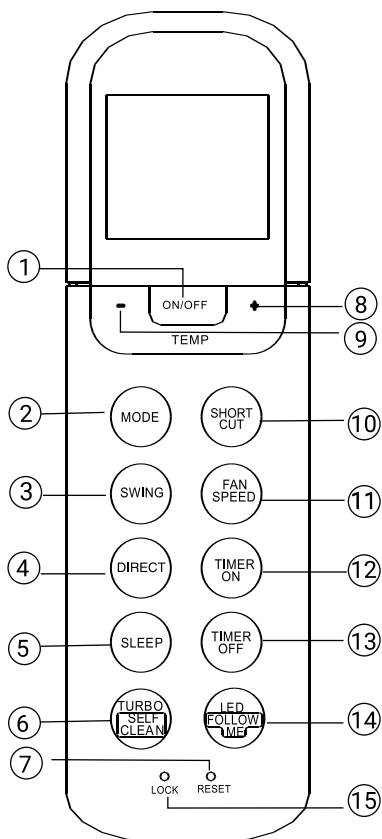 1
ON/OFF
-
+
8
9
TEMP
2
MODE
SHORT
CUT
10
3
SWING
FAN
SPEED
11
4
DIRECT
TIMER
ON
12
5
SLEEP
TIMER
OFF
13
6
TURBO
SELF
CLEAN
LED
FOLLOW
ME
14
7
LOCK
RESET
15